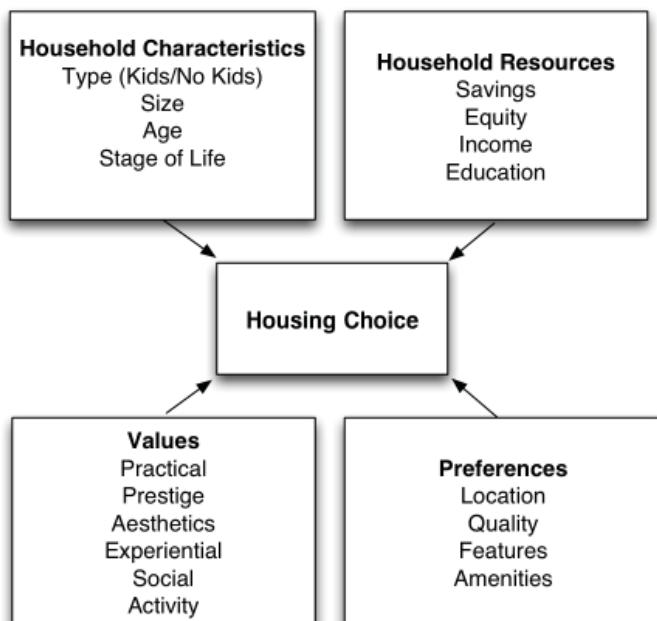 Household Characteristics
Type (Kids/No Kids)
Size
Age
Stage of Life
Household Resources
Savings
Equity
Income
Education
Housing Choice
Values
Practical
Prestige
Aesthetics
Experiential
Social
Activity
Preferences
Location
Quality
Features
Amenities